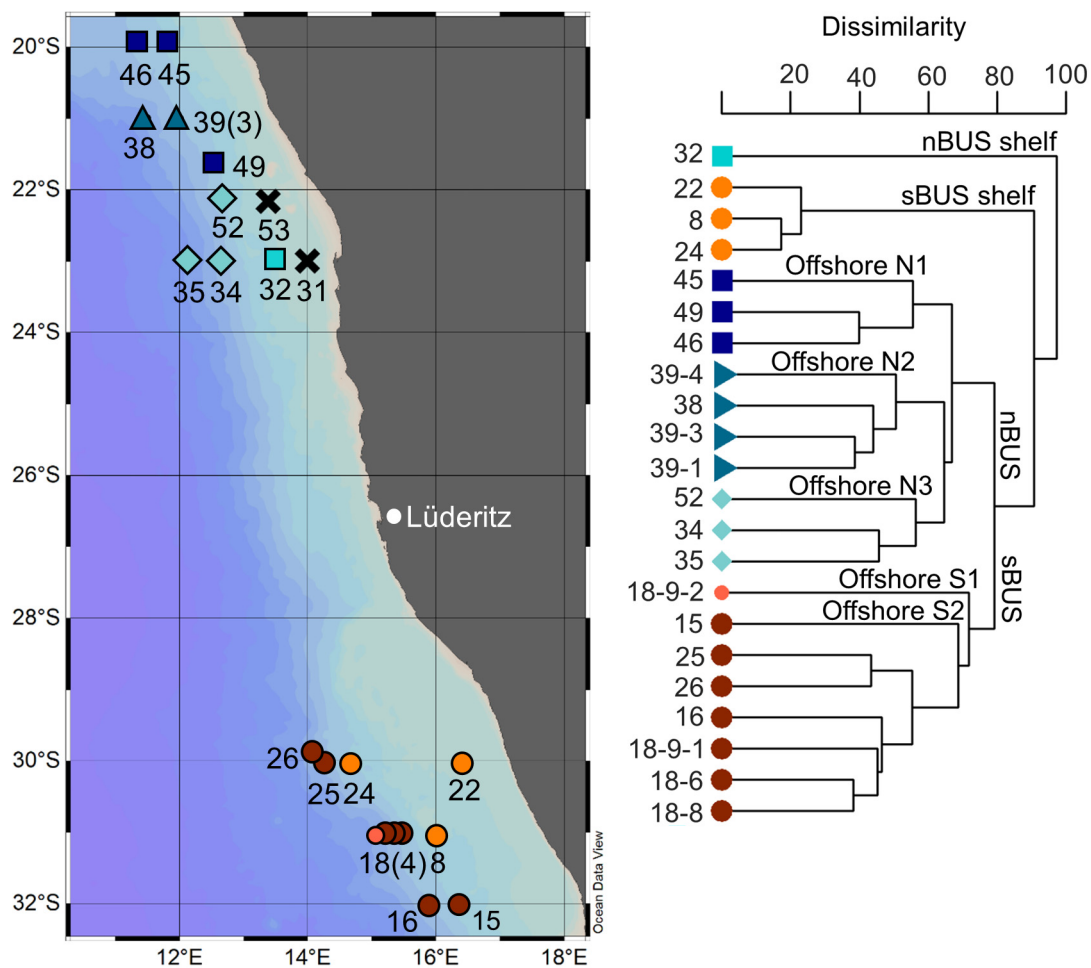 20°S
22°S
24°S
26°S
28°S
30°S
32°S
12°E
14°E
16°E
18°E
46 45
38
39(3)
49
52
53
35 34
32 31
Lüderitz
26
25 24
22
18(4) 8
16
15
Ocean Data View
Dissimilarity
20 40 60 80 100
32
22
8
24
45
49
46
39-4
38
39-3
39-1
52
34
35
18-9-2
15
25
26
16
18-9-1
18-6
18-8
nBUS shelf
sBUS shelf
Offshore N1
Offshore N2
Offshore N3
Offshore S1
Offshore S2
nBUS
sBUS